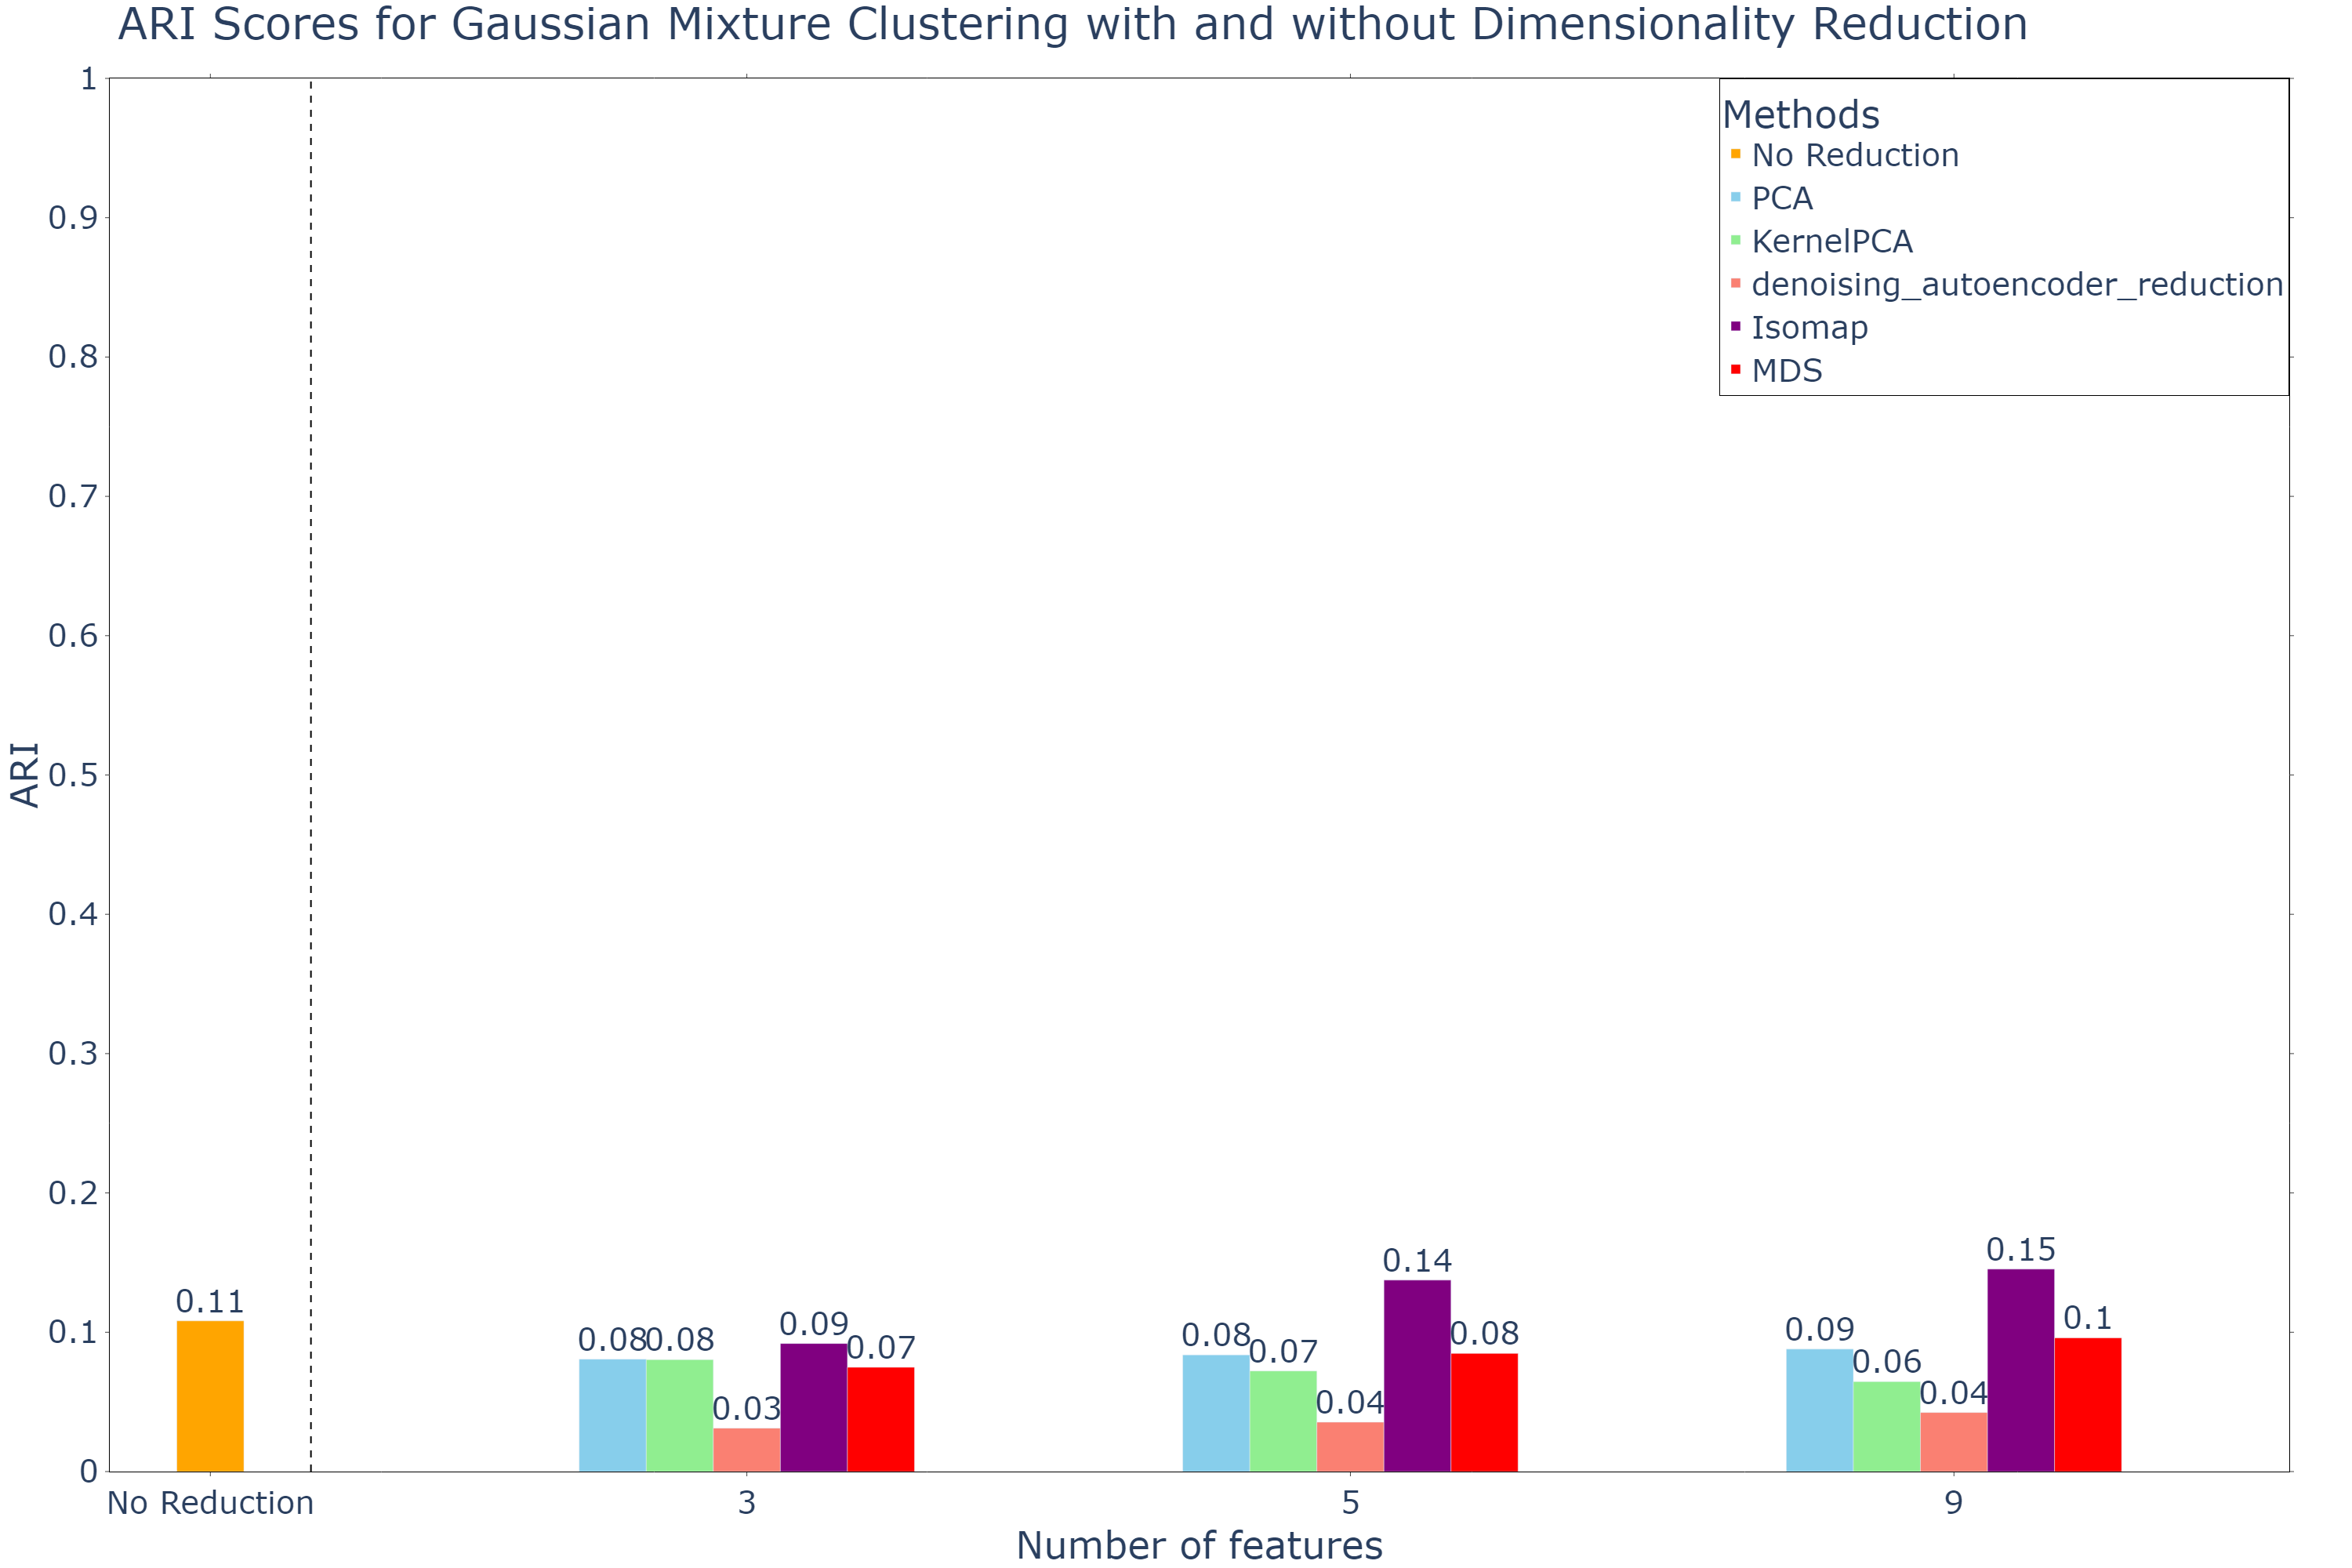 ARI Scores for Gaussian Mixture Clustering with and without Dimensionality Reduction
Methods
No Reduction
PCA
KernelPCA
denoising_autoencoder_reduction
Isomap
MDS
ARI
1
0.9
0.8
0.7
0.6
0.5
0.4
0.3
0.2
0.1
0
0.11
0.08
0.08
0.03
0.09
0.07
0.08
0.07
0.04
0.14
0.08
0.09
0.06
0.04
0.15
0.1
No Reduction
3
5
9
Number of features